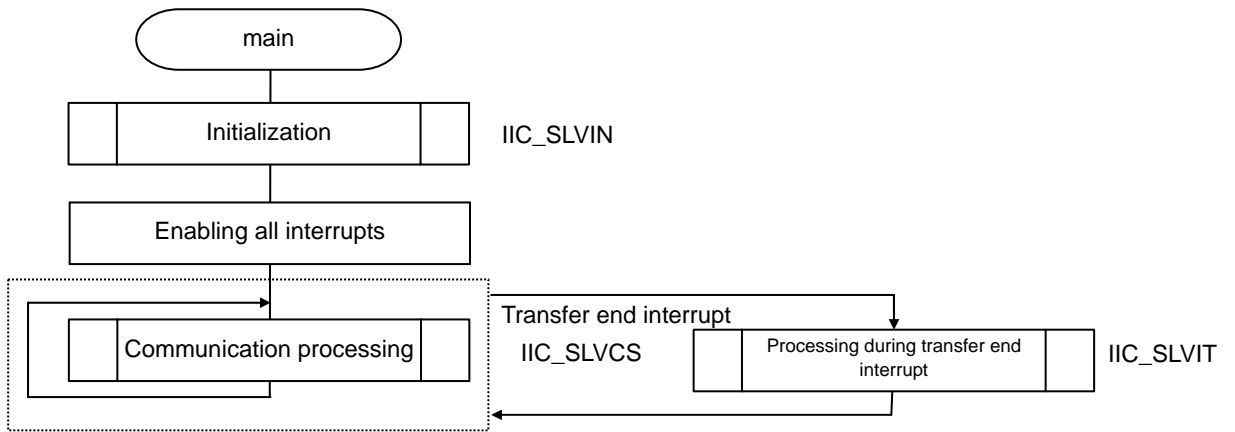 main
Initialization
IIC_SLVIN
Enabling all interrupts
Transfer end interrupt
Communication processing
IIC_SLVCS
Processing during transfer end
interrupt
IIC_SLVIT